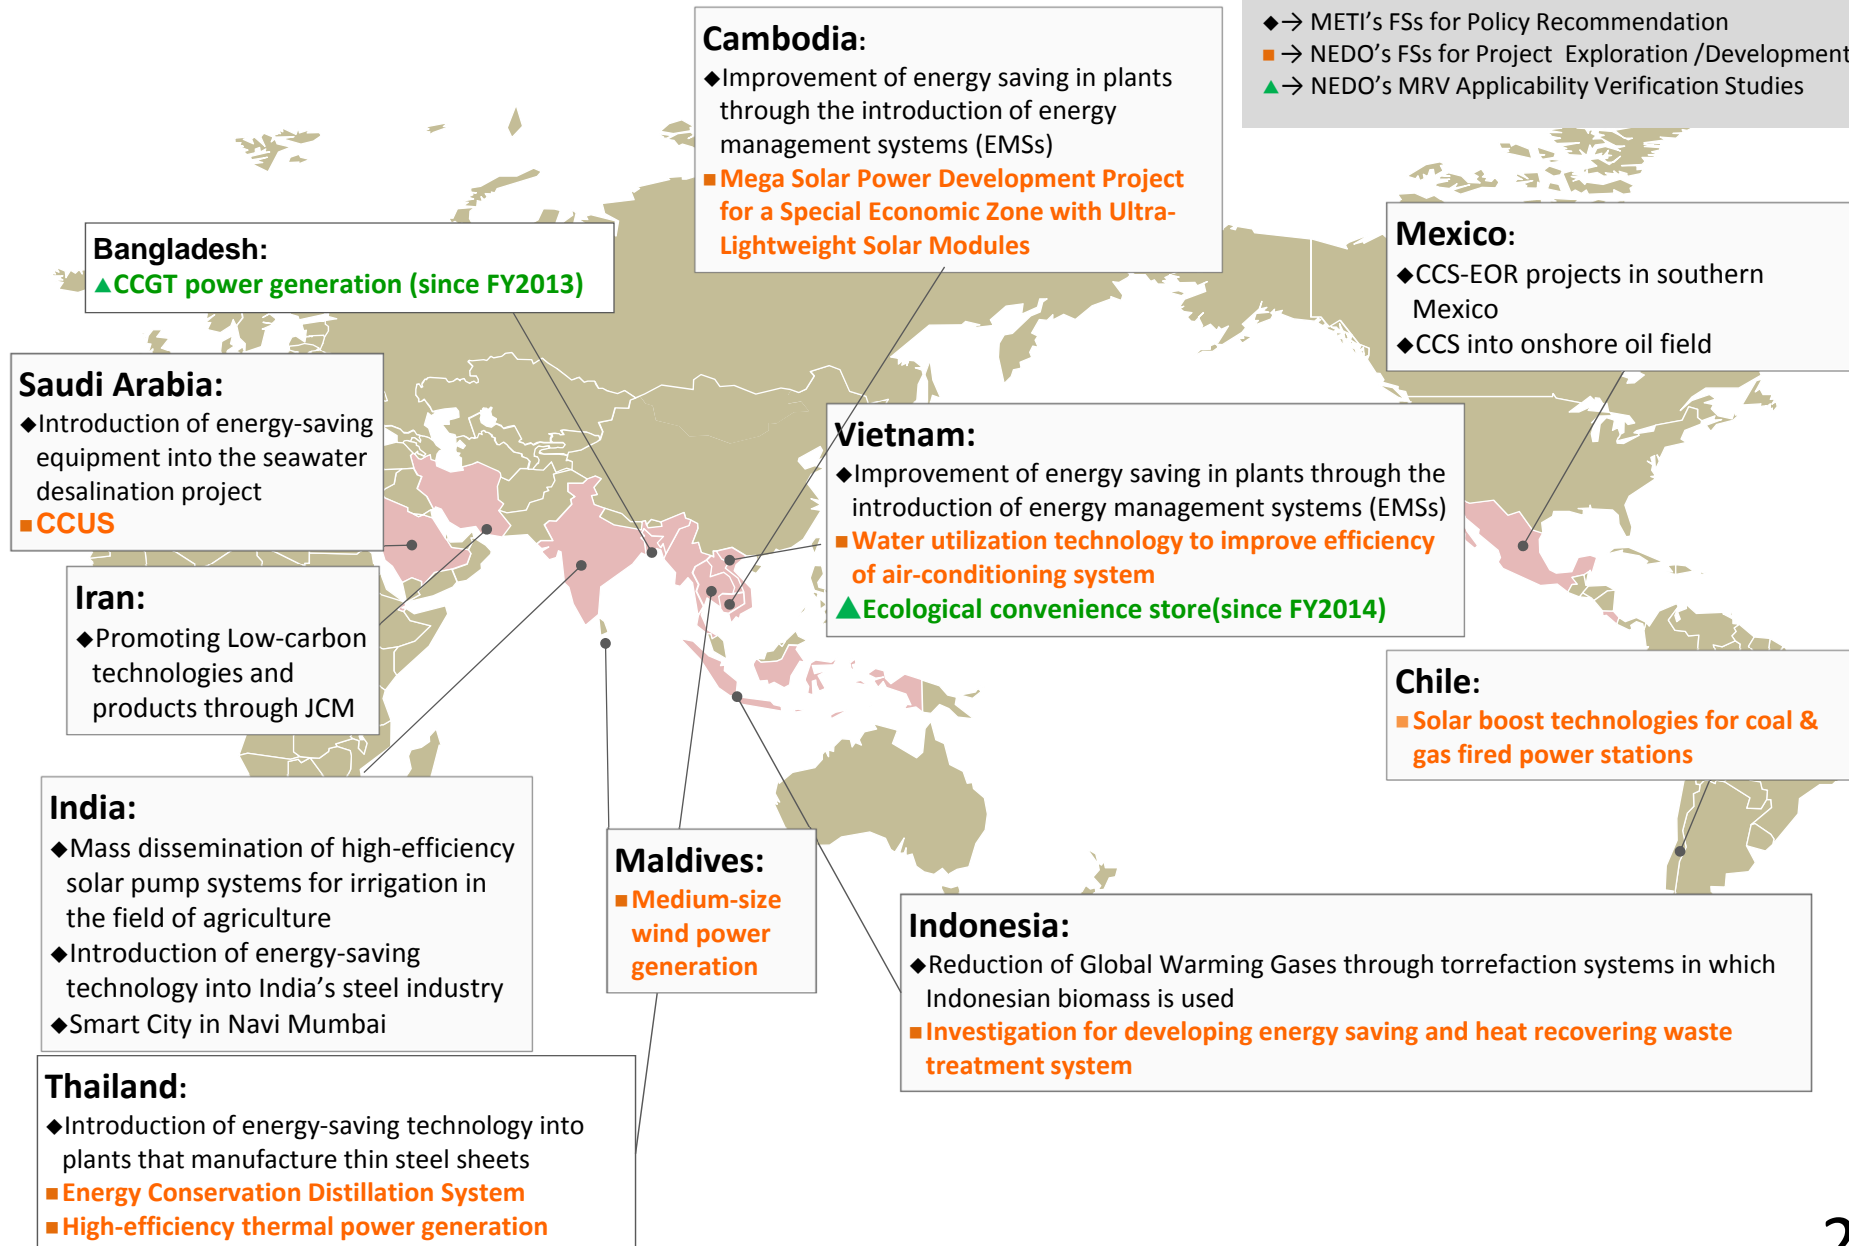 ◆→ METI's FSs for Policy Recommendation
■→ NEDO's FSs for Project Exploration /Development
▲→ NEDO's MRV Applicability Verification Studies
Cambodia:
◆Improvement of energy saving in plants
through the introduction of energy
management systems (EMSs)
■Mega Solar Power Development Project
for a Special Economic Zone with Ultra-
Lightweight Solar Modules
Bangladesh:
▲CCGT power generation (since FY2013)
Mexico:
◆CCS-EOR projects in southern
Mexico
◆CCS into onshore oil field
Saudi Arabia:
◆Introduction of energy-saving
equipment into the seawater
desalination project
■CCUS
Vietnam:
◆Improvement of energy saving in plants through the
introduction of energy management systems (EMSs)
■Water utilization technology to improve efficiency
of air-conditioning system
▲Ecological convenience store(since FY2014)
Iran:
◆Promoting Low-carbon
technologies and
products through JCM
Chile:
■Solar boost technologies for coal &
gas fired power stations
India:
◆Mass dissemination of high-efficiency
solar pump systems for irrigation in
the field of agriculture
◆Introduction of energy-saving
technology into India's steel industry
◆Smart City in Navi Mumbai
Maldives:
■Medium-size
wind power
generation
Indonesia:
◆Reduction of Global Warming Gases through torrefaction systems in which
Indonesian biomass is used
■Investigation for developing energy saving and heat recovering waste
treatment system
Thailand:
◆Introduction of energy-saving technology into
plants that manufacture thin steel sheets
■Energy Conservation Distillation System
■High-efficiency thermal power generation
2